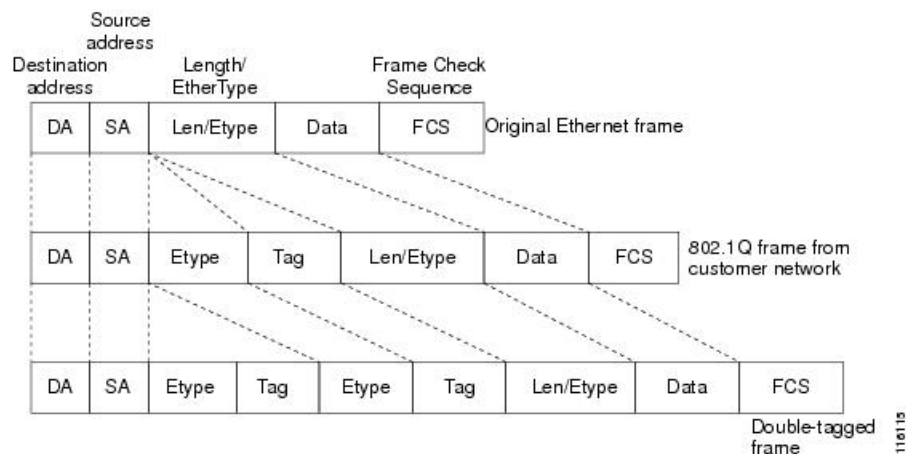 Source
address
Destination
address
Length/
EtherType
Frame Check
Sequence
DA SA Len/Etype Data FCS Original Ethernet frame
DA SA Etype Tag Len/Etype Data FCS 802.1Q frame from
customer network
DA SA Etype Tag Etype Tag Len/Etype Data FCS
Double-tagged
frame
116115